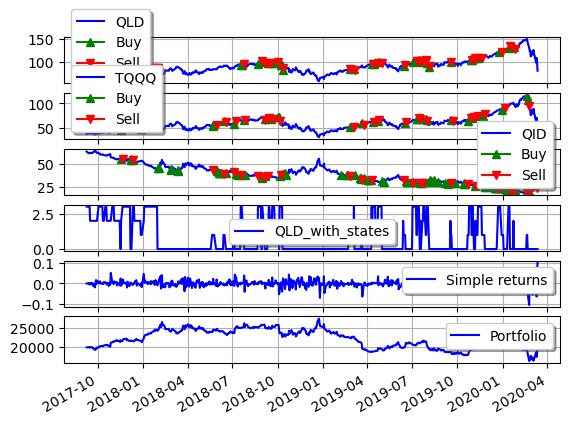 QLD
Buy
Sell
150
100
TQQQ
Buy
Sell
100
50
QID
Buy
Sell
50
25
2.5
0.0
QLD_with_states
0.1
0.0
−0.1
Simple returns
25000
20000
Portfolio
2017-10
2018-01
2018-04
2018-07
2018-10
2019-01
2019-04
2019-07
2019-10
2020-01
2020-04